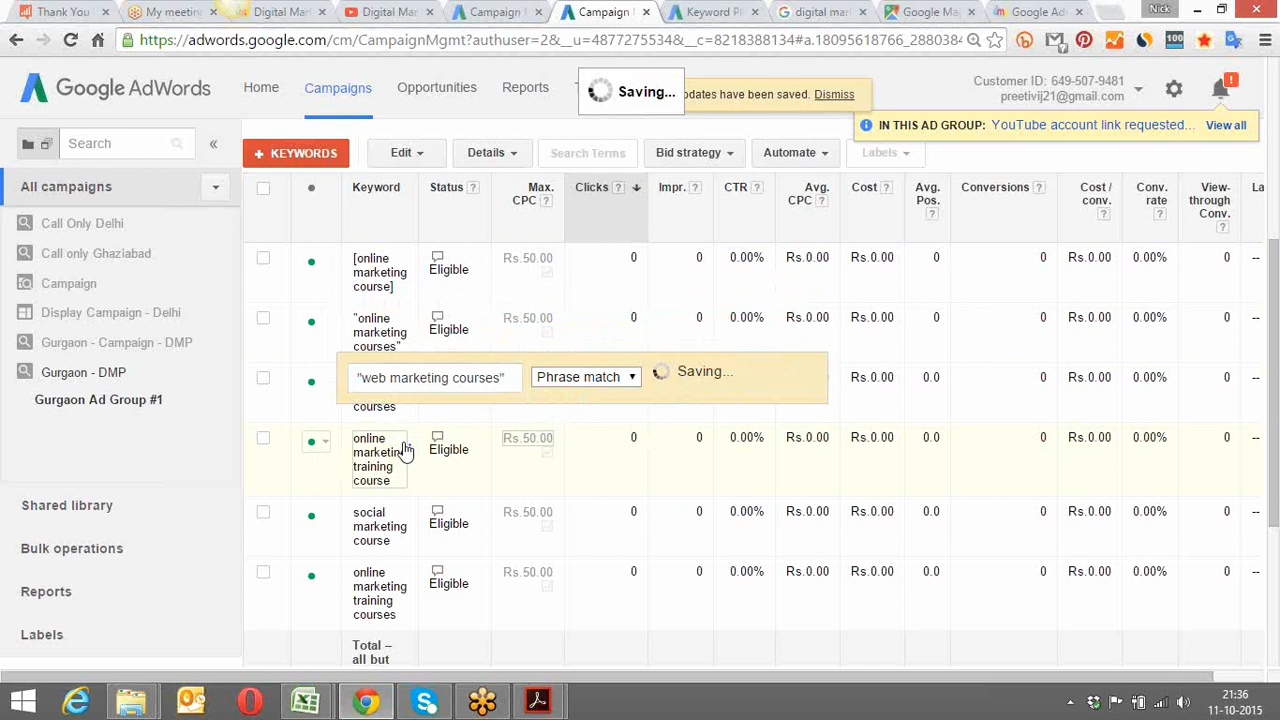 Thank You
My meeting
Digital Mar
Digital Mar
Campaign
Campaign
Keyword Pl
digital mar
Google Ma
Google Ad
Nick
https://adwords.google.com/cm/CampaignMgmt?authuser=2&__u=4877275534&__c=8218388134#a.18095618766_2880384
Google AdWords
Home
Campaigns
Opportunities
Reports
T
Saving...
pdates have been saved. Dismiss
Customer ID: 649-507-9481
preetivij21@gmail.com
IN THIS AD GROUP: YouTube account link requested... View all
Search
«
+ KEYWORDS
Edit
Details
Search Terms
Bid strategy
Automate
Labels
All campaigns
Call Only Delhi
Call only Ghaziabad
Campaign
Display Campaign - Delhi
Gurgaon - Campaign - DMP
Gurgaon - DMP
Gurgaon Ad Group #1
Shared library
Bulk operations
Reports
Labels
Keyword Status ? Max. CPC ? Clicks ? Impr. ? CTR ? Avg. CPC ? Cost ? Avg. Pos. ? Conversions ? Cost / conv. ? Conv. rate ? View-through Conv. ? La
[online marketing course] Eligible Rs.50.00 0 0 0.00% Rs.0.00 Rs.0.00 0 0 Rs.0.00 0.00% 0 --
"online marketing courses" Eligible Rs.50.00 0 0 0.00% Rs.0.00 Rs.0.00 0 0 Rs.0.00 0.00% 0 --
"web marketing courses" Phrase match Saving...
courses Rs.0.00 0.0 0 Rs.0.00 0.00% 0 --
online marketing training course Eligible Rs.50.00 0 0 0.00% Rs.0.00 Rs.0.00 0.0 0 Rs.0.00 0.00% 0 --
social marketing course Eligible Rs.50.00 0 0 0.00% Rs.0.00 Rs.0.00 0.0 0 Rs.0.00 0.00% 0 --
online marketing training courses Eligible Rs.50.00 0 0 0.00% Rs.0.00 Rs.0.00 0.0 0 Rs.0.00 0.00% 0 --
Total – all but
21:36
11-10-2015